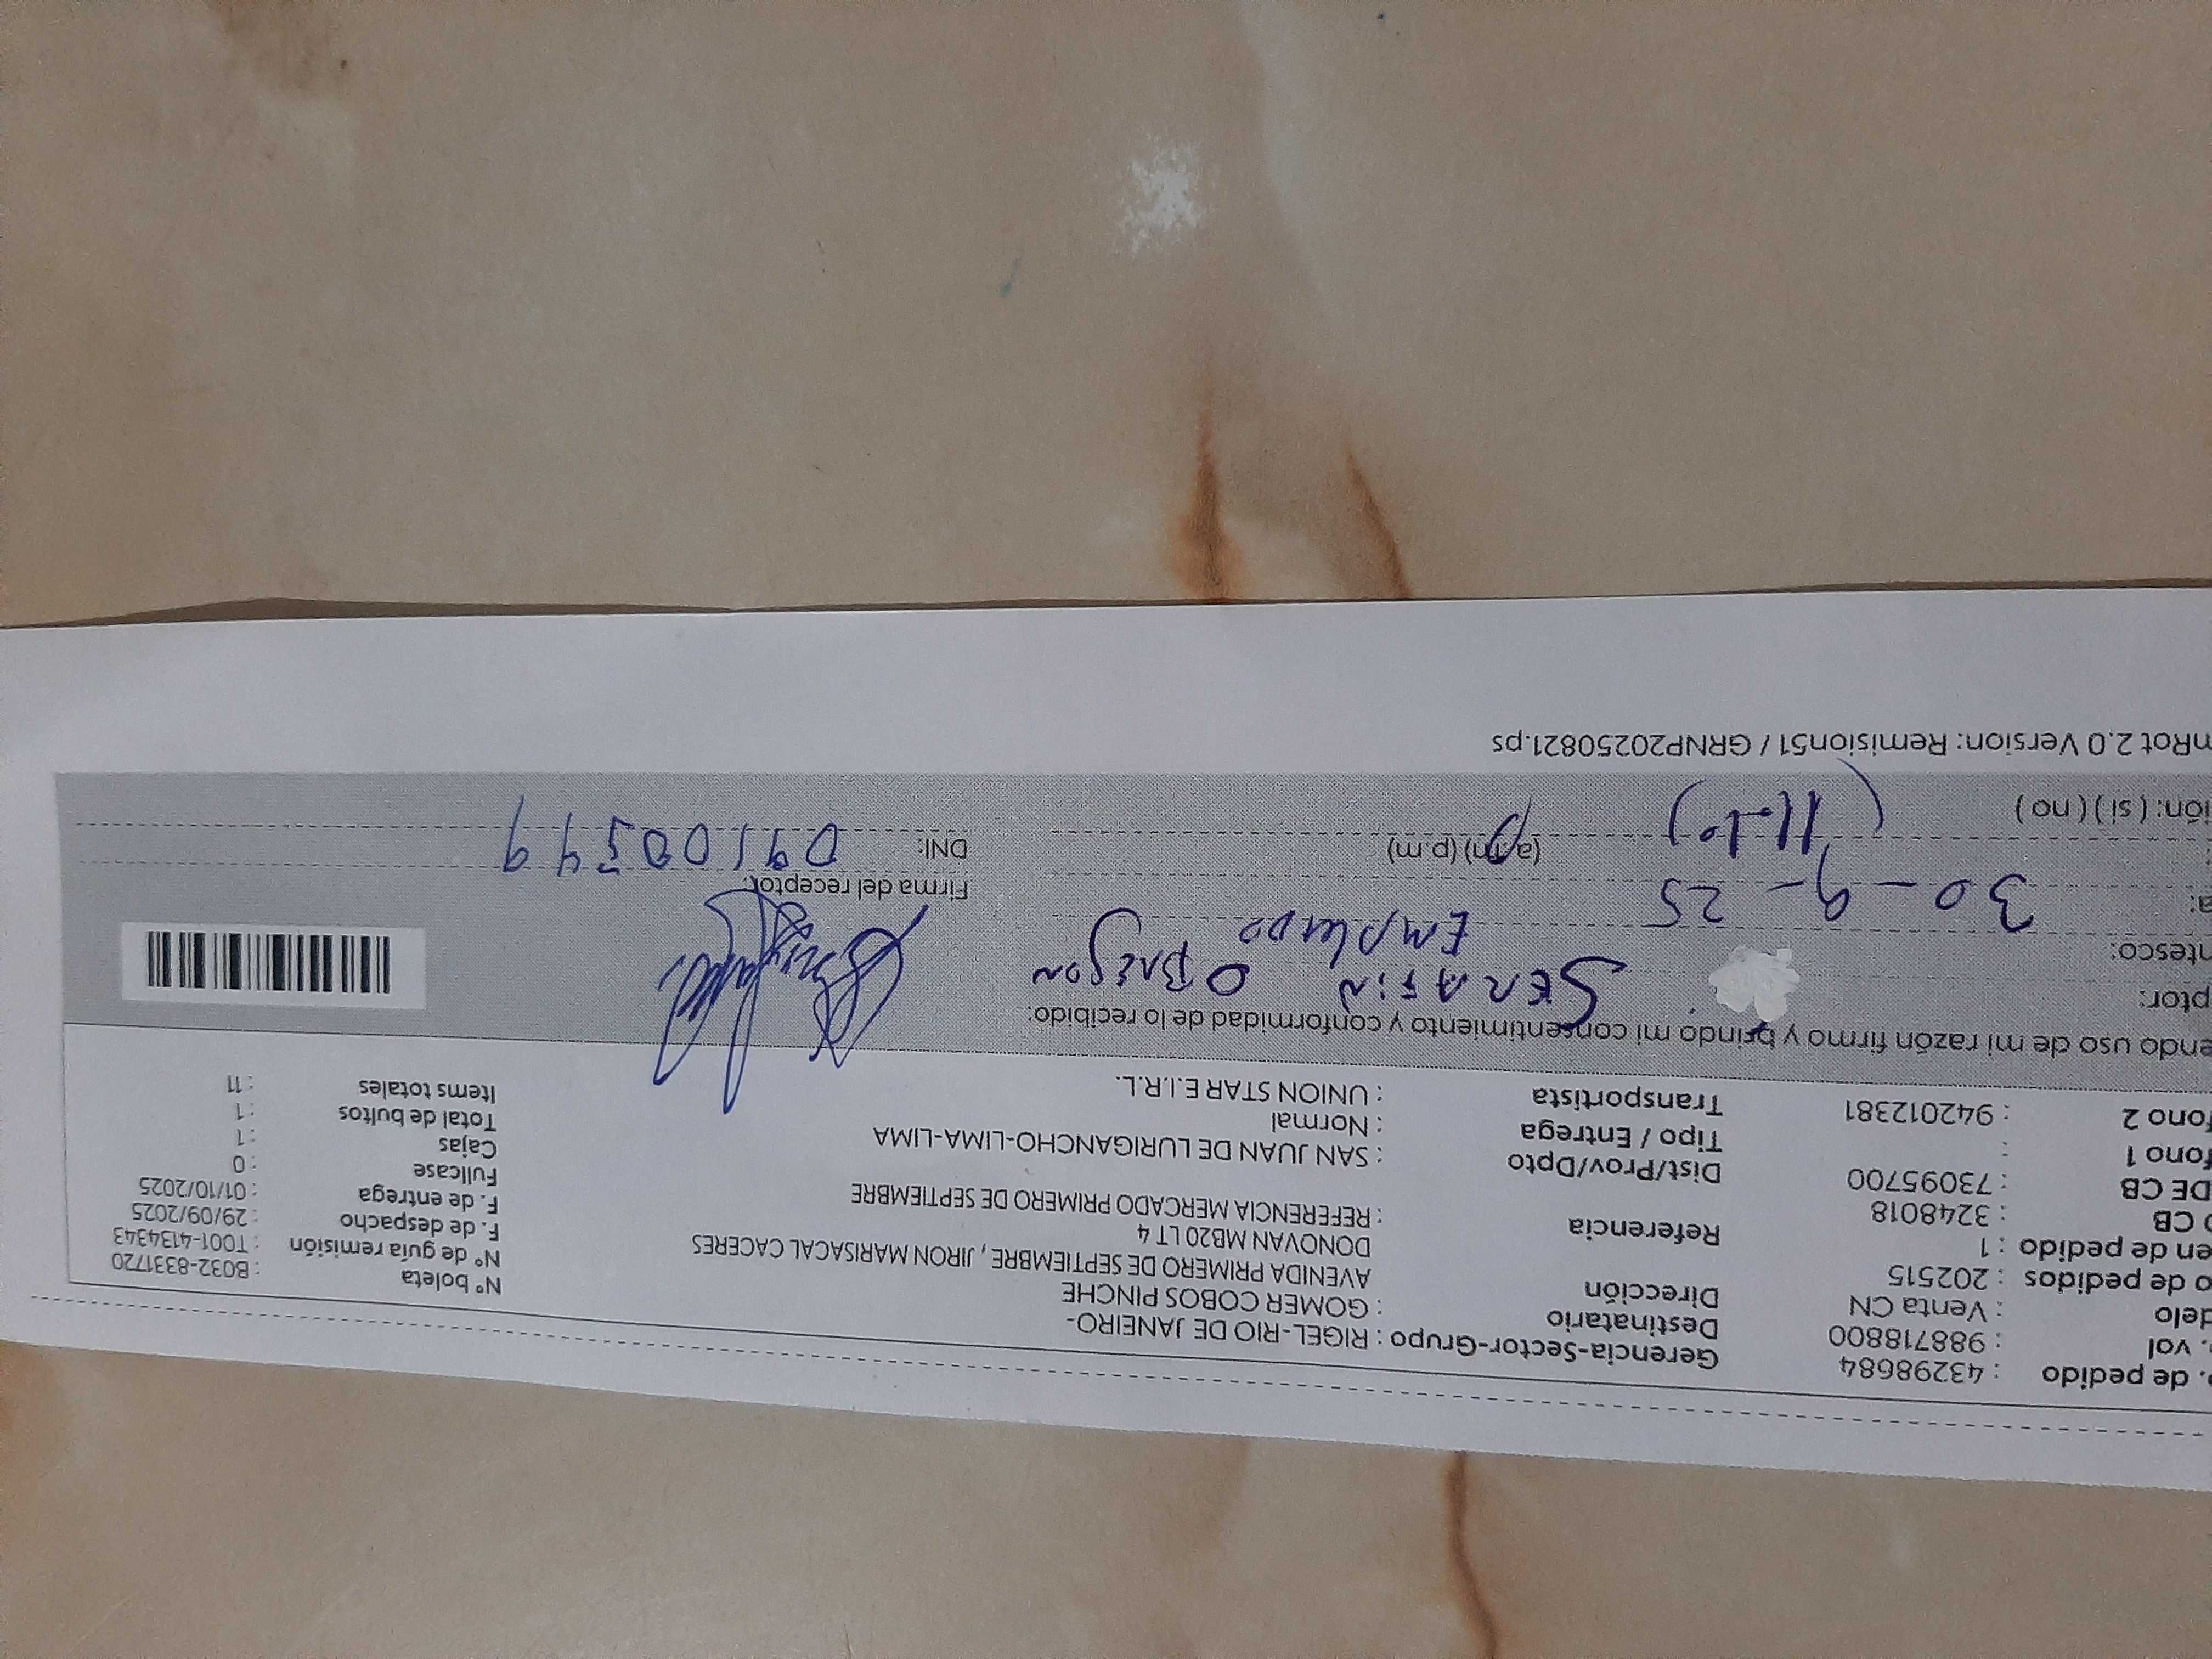 . de pedido : 43298684 Gerencia-Sector-Grupo : RIGEL-RIO DE JANEIRO- Nº boleta : B032-8331720
. vol : 988718800 Destinatario : GOMER COBOS PINCHE Nº de guía remisión : T001-4134343
delo : Venta CN Dirección AVENIDA PRIMERO DE SEPTIEMBRE , JIRON MARISACAL CACERES F. de despacho : 29/09/2025
o de pedidos : 202515 DONOVAN MB20 LT 4 F. de entrega : 01/10/2025
en de pedido : 1 Referencia : REFERENCIA MERCADO PRIMERO DE SEPTIEMBRE Fullcase : 0
CB : 3248018 Dist/Prov/Dpto : SAN JUAN DE LURIGANCHO-LIMA-LIMA Cajas : 1
DE CB : 73095700 Tipo / Entrega : Normal Total de bultos : 1
fono 1 : Transportista : UNION STAR E.I.R.L. Items totales : 11
fono 2 : 942012381
endo uso de mi razón firmo y brindo mi consentimiento y conformidad de lo recibido:
ptor: SERAFIN OBREGON
ntesco: EMPLEADO
a: 30-9-25 Firma del receptor:
: (11:10) (a.m) (p.m) DNI: 09100549
ión: ( si ) ( no )
nRot 2.0 Version: Remision51 / GRNP20250821.ps